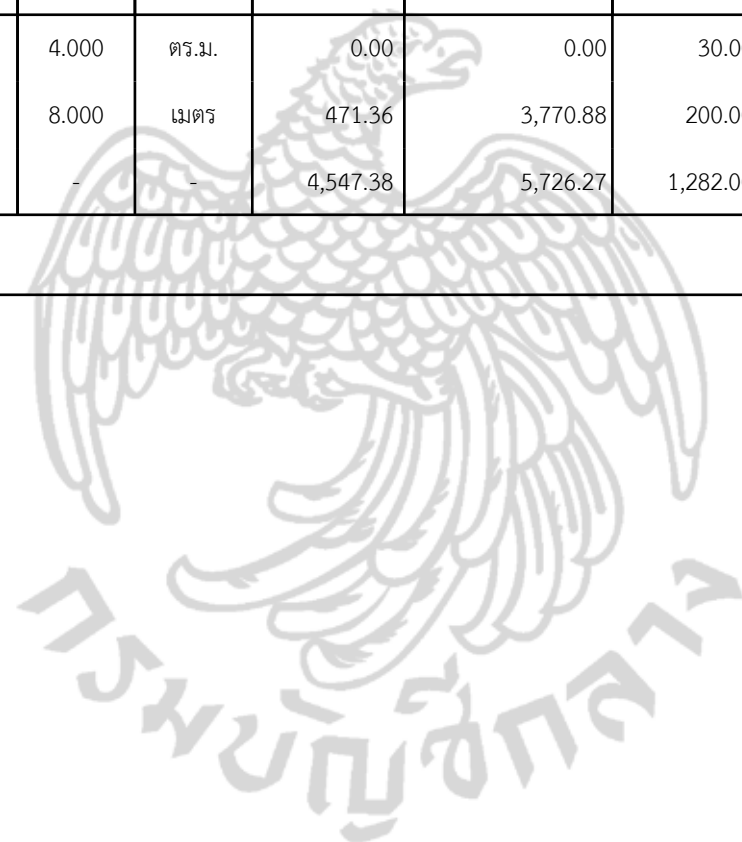 4.000 ตร.ม. 0.00 0.00 30.0
8.000 เมตร 471.36 3,770.88 200.0
- - 4,547.38 5,726.27 1,282.0
กรมบัญชีกลาง